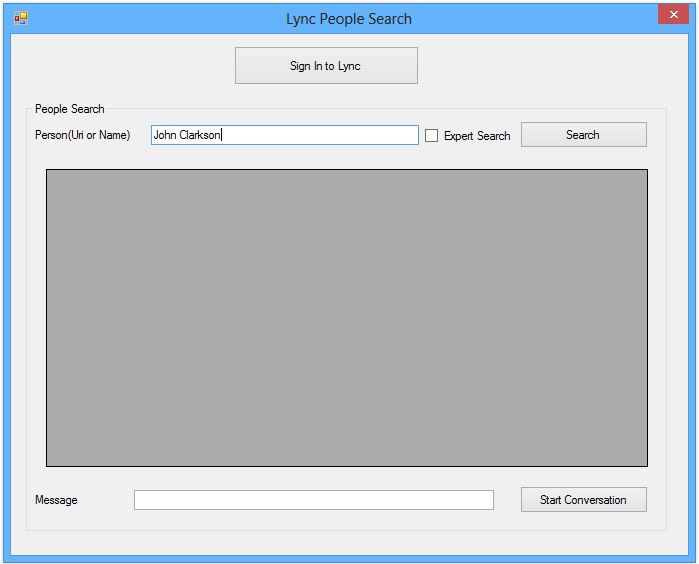 Lync People Search
Sign In to Lync
People Search
Person(Uri or Name) John Clarkson Expert Search Search
Message Start Conversation